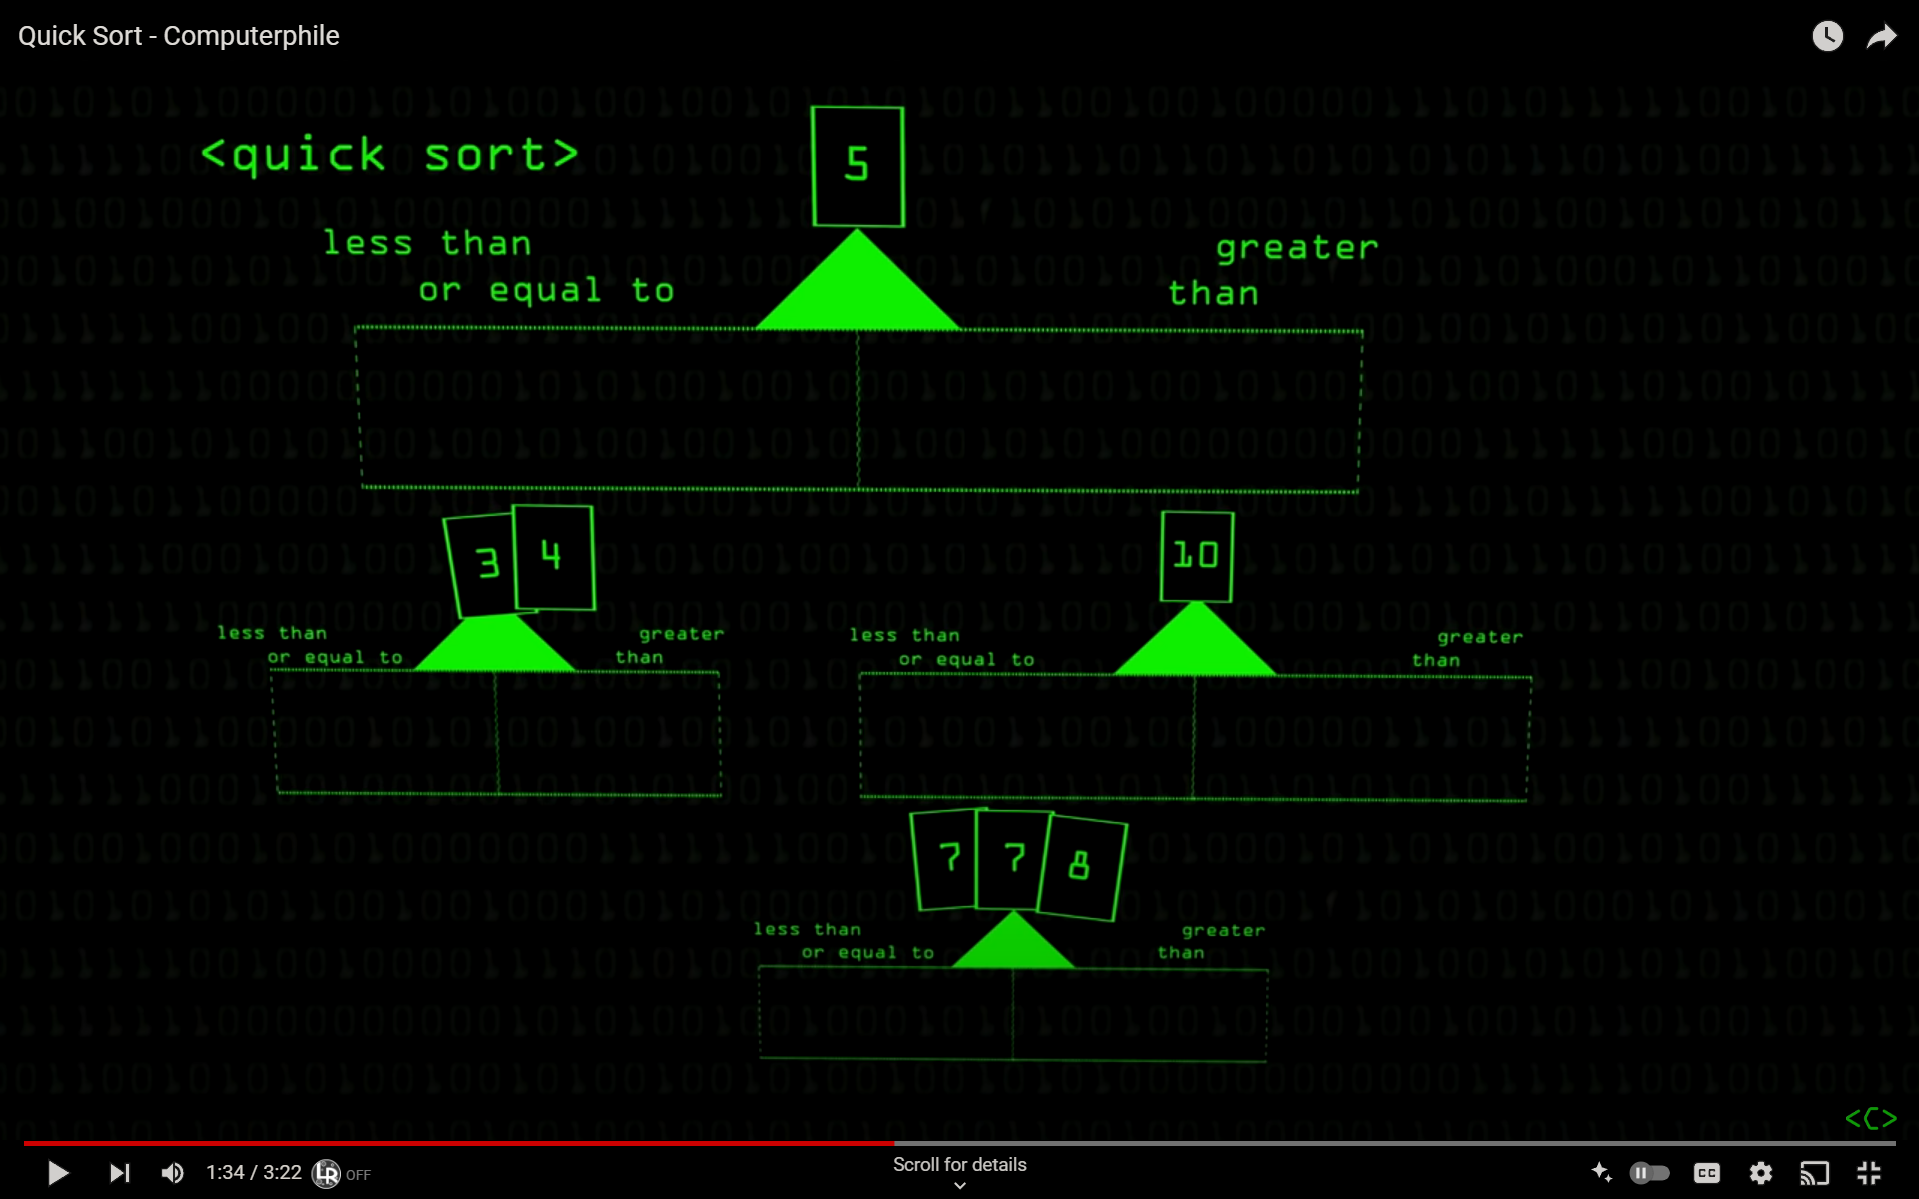 Quick Sort - Computerphile
<quick sort>
5
less than
or equal to
greater
than
3 4
10
less than
or equal to
greater
than
less than
or equal to
greater
than
7 7 8
less than
or equal to
greater
than
<C>
1:34 / 3:22
LR OFF
Scroll for details
CC